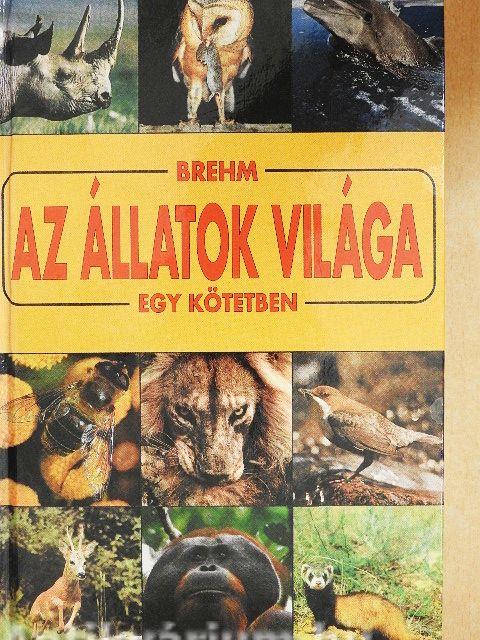 BREHM
AZ ÁLLATOK VILÁGA
EGY KÖTETBEN